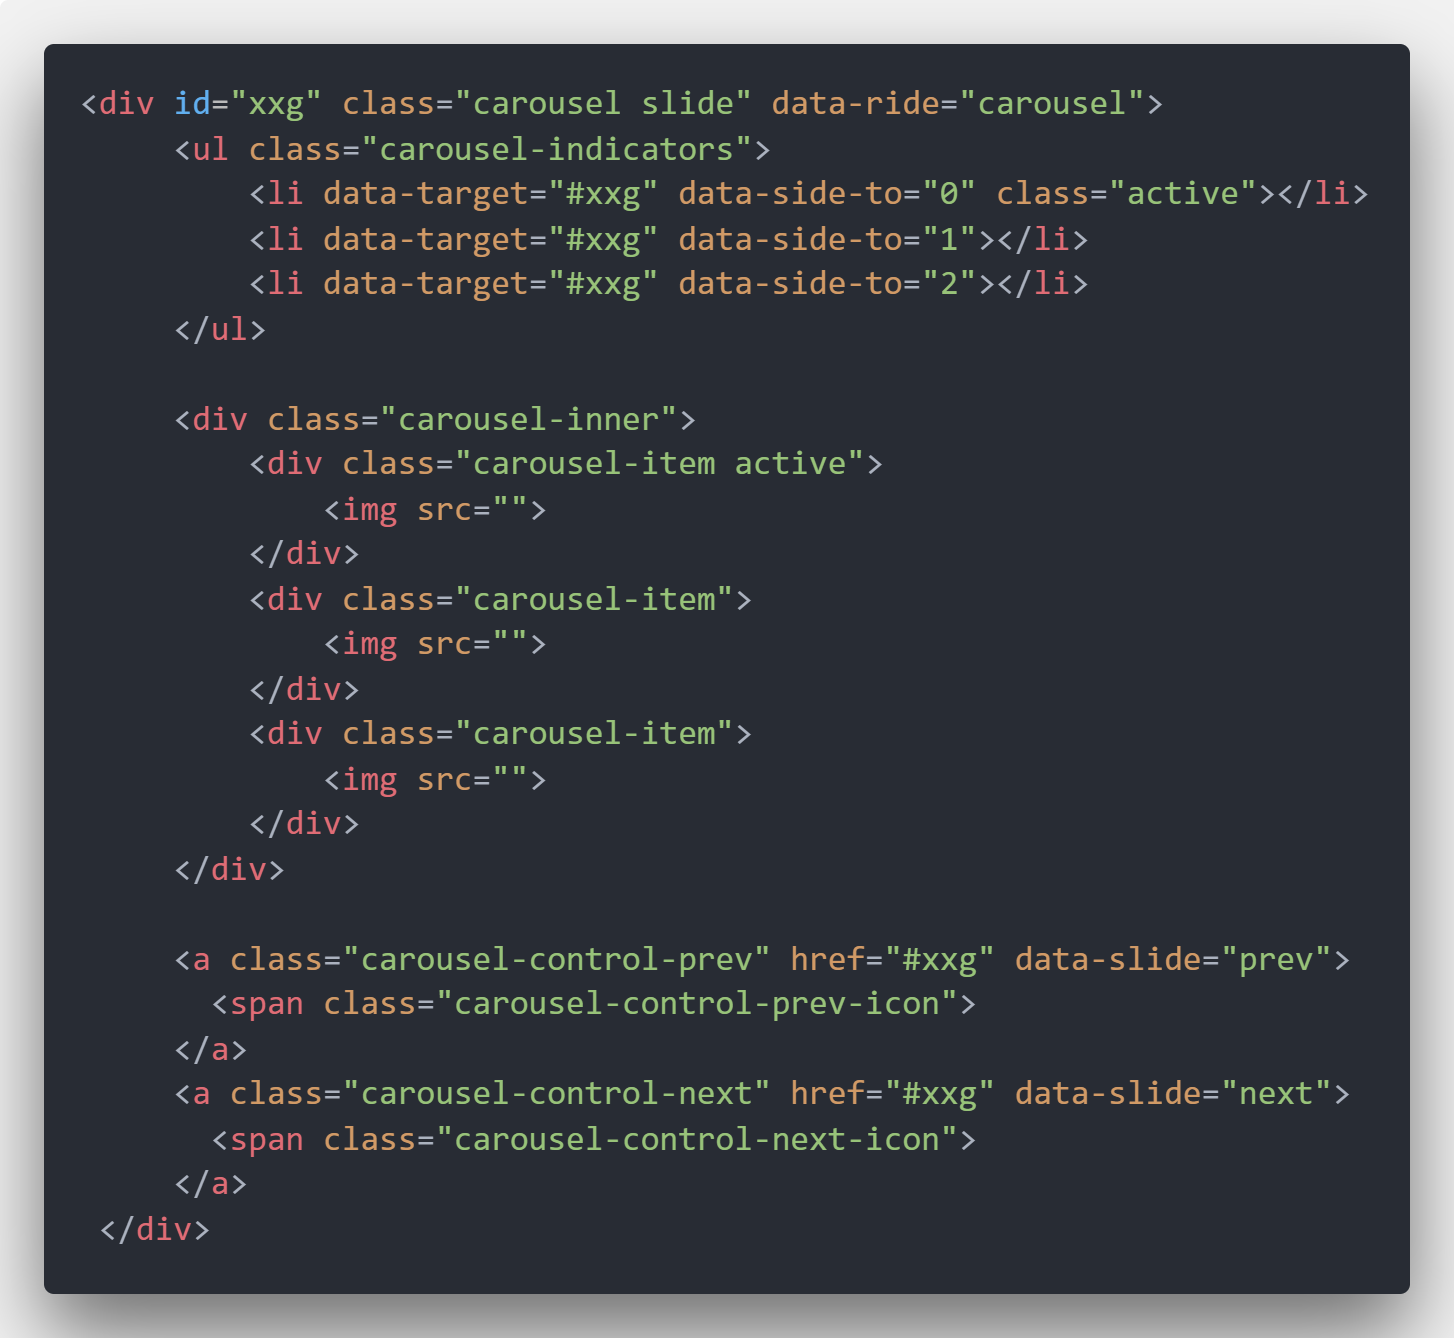 <div id="xxg" class="carousel slide" data-ride="carousel">
<ul class="carousel-indicators">
<li data-target="#xxg" data-side-to="0" class="active"></li>
<li data-target="#xxg" data-side-to="1"></li>
<li data-target="#xxg" data-side-to="2"></li>
</ul>
<div class="carousel-inner">
<div class="carousel-item active">
<img src="">
</div>
<div class="carousel-item">
<img src="">
</div>
<div class="carousel-item">
<img src="">
</div>
</div>
<a class="carousel-control-prev" href="#xxg" data-slide="prev">
<span class="carousel-control-prev-icon">
</a>
<a class="carousel-control-next" href="#xxg" data-slide="next">
<span class="carousel-control-next-icon">
</a>
</div>